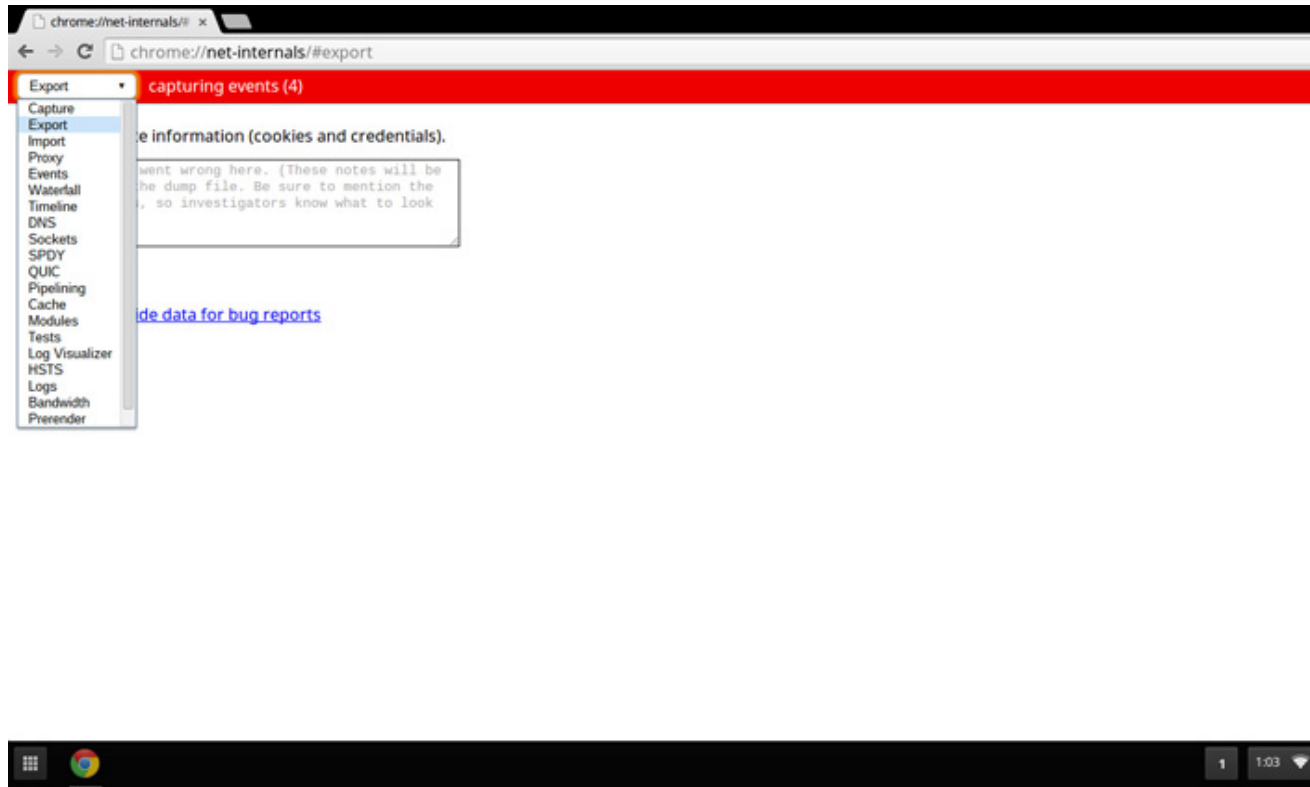 chrome://net-internals/#
chrome://net-internals/#export
Export capturing events (4)
Capture
Export
Import
Proxy
Events
Waterfall
Timeline
DNS
Sockets
SPDY
QUIC
Pipelining
Cache
Modules
Tests
Log Visualizer
HSTS
Logs
Bandwidth
Prerender
e information (cookies and credentials).
went wrong here. (These notes will be
he dump file. Be sure to mention the
, so investigators know what to look
ide data for bug reports
1 1:03